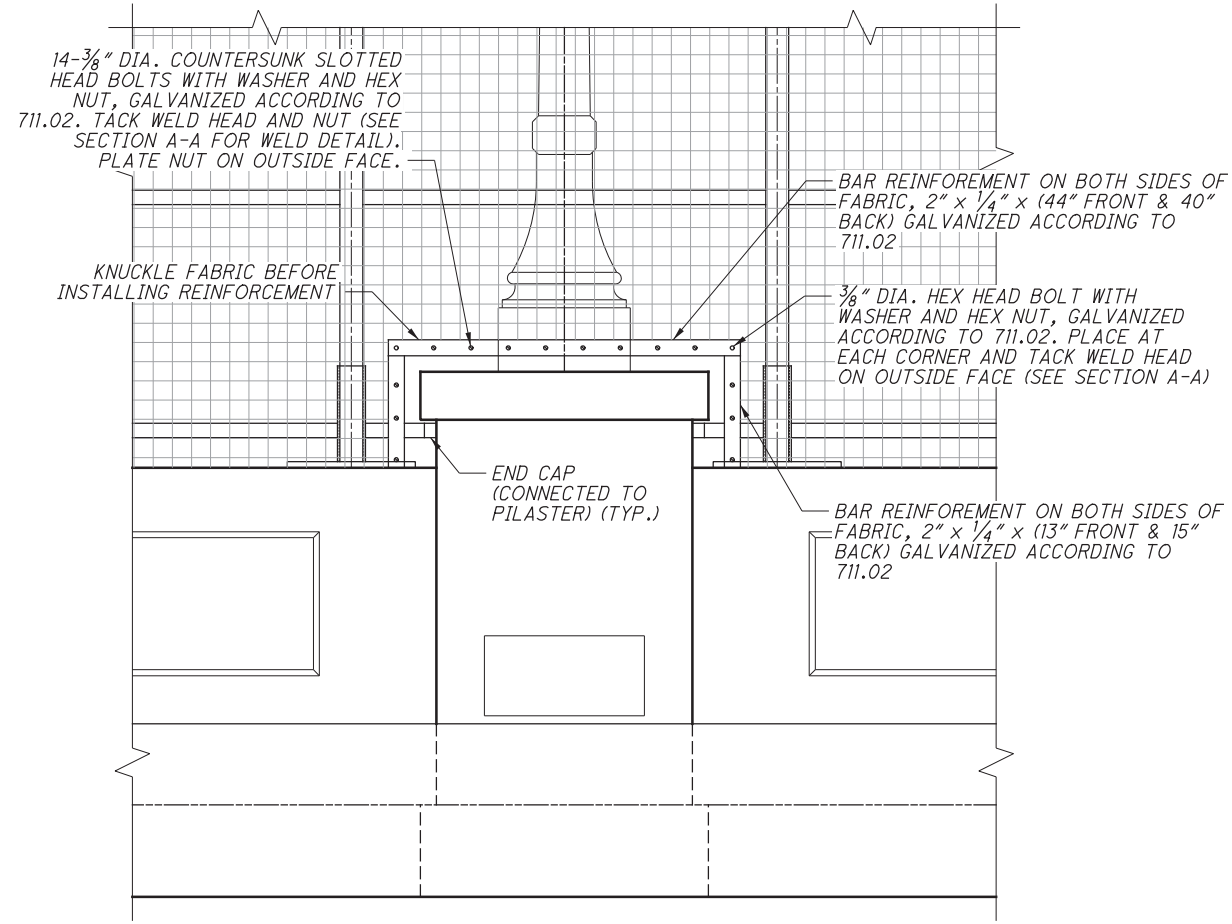 14-3/8" DIA. COUNTERSUNK SLOTTED
HEAD BOLTS WITH WASHER AND HEX
NUT, GALVANIZED ACCORDING TO
711.02. TACK WELD HEAD AND NUT (SEE
SECTION A-A FOR WELD DETAIL).
PLATE NUT ON OUTSIDE FACE.
KNUCKLE FABRIC BEFORE
INSTALLING REINFORCEMENT
BAR REINFOREMENT ON BOTH SIDES OF
FABRIC, 2" x 1/4" x (44" FRONT & 40"
BACK) GALVANIZED ACCORDING TO
711.02
3/8" DIA. HEX HEAD BOLT WITH
WASHER AND HEX NUT, GALVANIZED
ACCORDING TO 711.02. PLACE AT
EACH CORNER AND TACK WELD HEAD
ON OUTSIDE FACE (SEE SECTION A-A)
END CAP
(CONNECTED TO
PILASTER) (TYP.)
BAR REINFOREMENT ON BOTH SIDES OF
FABRIC, 2" x 1/4" x (13" FRONT & 15"
BACK) GALVANIZED ACCORDING TO
711.02